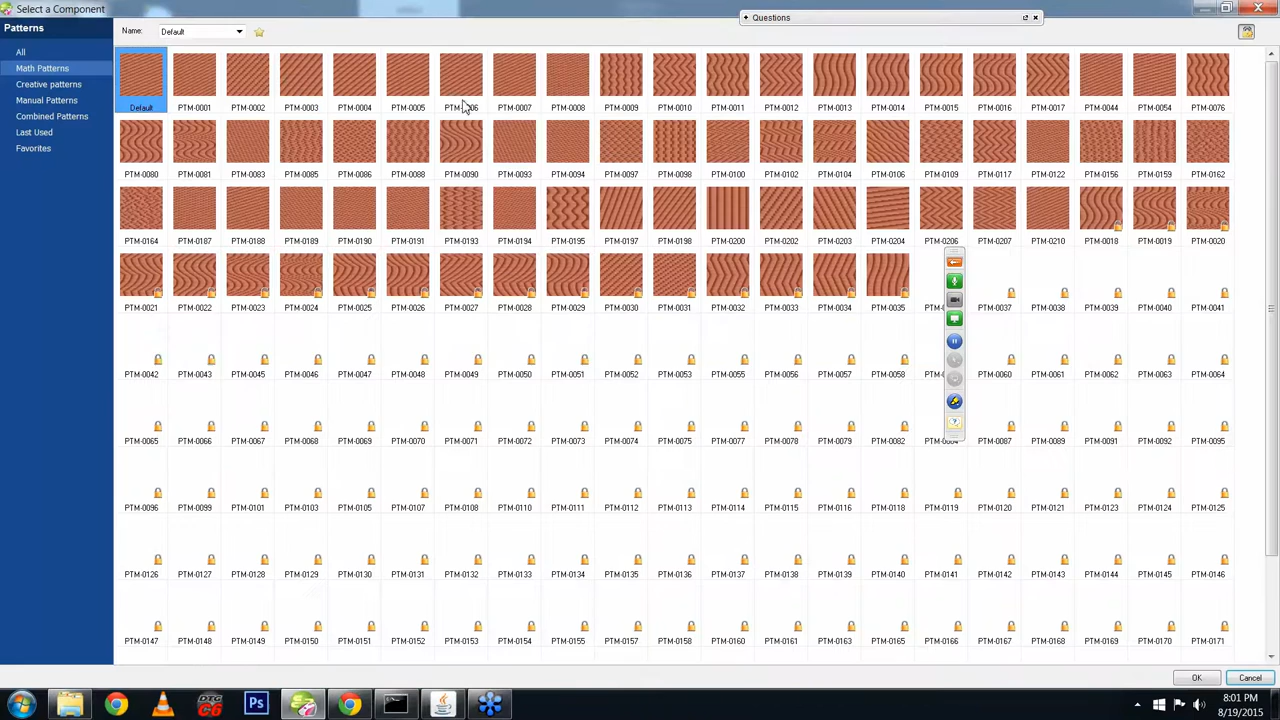 Select a Component
Questions
Patterns
Name: Default
All
Math Patterns
Creative patterns
Manual Patterns
Combined Patterns
Last Used
Favorites
Default PTM-0001 PTM-0002 PTM-0003 PTM-0004 PTM-0005 PTM-0007 PTM-0008 PTM-0009 PTM-0010 PTM-0011 PTM-0012 PTM-0013 PTM-0014 PTM-0015 PTM-0016 PTM-0017 PTM-0044 PTM-0054 PTM-0076
PTM-0080 PTM-0081 PTM-0083 PTM-0085 PTM-0086 PTM-0088 PTM-0090 PTM-0093 PTM-0094 PTM-0097 PTM-0098 PTM-0100 PTM-0102 PTM-0104 PTM-0106 PTM-0109 PTM-0117 PTM-0122 PTM-0156 PTM-0159 PTM-0162
PTM-0164 PTM-0187 PTM-0188 PTM-0189 PTM-0190 PTM-0191 PTM-0193 PTM-0194 PTM-0195 PTM-0197 PTM-0198 PTM-0200 PTM-0202 PTM-0203 PTM-0204 PTM-0206 PTM-0207 PTM-0210 PTM-0018 PTM-0019 PTM-0020
PTM-0021 PTM-0022 PTM-0023 PTM-0024 PTM-0025 PTM-0026 PTM-0027 PTM-0028 PTM-0029 PTM-0030 PTM-0031 PTM-0032 PTM-0033 PTM-0034 PTM-0035 PTM-0037 PTM-0038 PTM-0039 PTM-0040 PTM-0041
PTM-0042 PTM-0043 PTM-0045 PTM-0046 PTM-0047 PTM-0048 PTM-0049 PTM-0050 PTM-0051 PTM-0052 PTM-0053 PTM-0055 PTM-0056 PTM-0057 PTM-0058 PTM-0060 PTM-0061 PTM-0062 PTM-0063 PTM-0064
PTM-0065 PTM-0066 PTM-0067 PTM-0068 PTM-0069 PTM-0070 PTM-0071 PTM-0072 PTM-0073 PTM-0074 PTM-0075 PTM-0077 PTM-0078 PTM-0079 PTM-0082 PTM-0087 PTM-0089 PTM-0091 PTM-0092 PTM-0095
PTM-0096 PTM-0099 PTM-0101 PTM-0103 PTM-0105 PTM-0107 PTM-0108 PTM-0110 PTM-0111 PTM-0112 PTM-0113 PTM-0114 PTM-0115 PTM-0116 PTM-0118 PTM-0119 PTM-0120 PTM-0121 PTM-0123 PTM-0124 PTM-0125
PTM-0126 PTM-0127 PTM-0128 PTM-0129 PTM-0130 PTM-0131 PTM-0132 PTM-0133 PTM-0134 PTM-0135 PTM-0136 PTM-0137 PTM-0138 PTM-0139 PTM-0140 PTM-0141 PTM-0142 PTM-0143 PTM-0144 PTM-0145 PTM-0146
PTM-0147 PTM-0148 PTM-0149 PTM-0150 PTM-0151 PTM-0152 PTM-0153 PTM-0154 PTM-0155 PTM-0157 PTM-0158 PTM-0160 PTM-0161 PTM-0163 PTM-0165 PTM-0166 PTM-0167 PTM-0168 PTM-0169 PTM-0170 PTM-0171
OK Cancel
DTG
C6
Ps
8:01 PM
8/19/2015